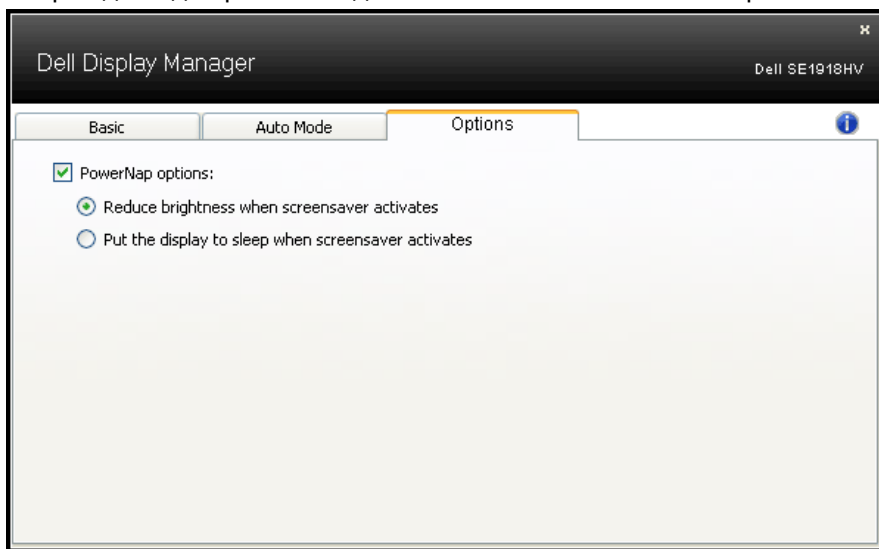 Dell Display Manager
Dell SE1918HV
Basic
Auto Mode
Options
PowerNap options:
Reduce brightness when screensaver activates
Put the display to sleep when screensaver activates